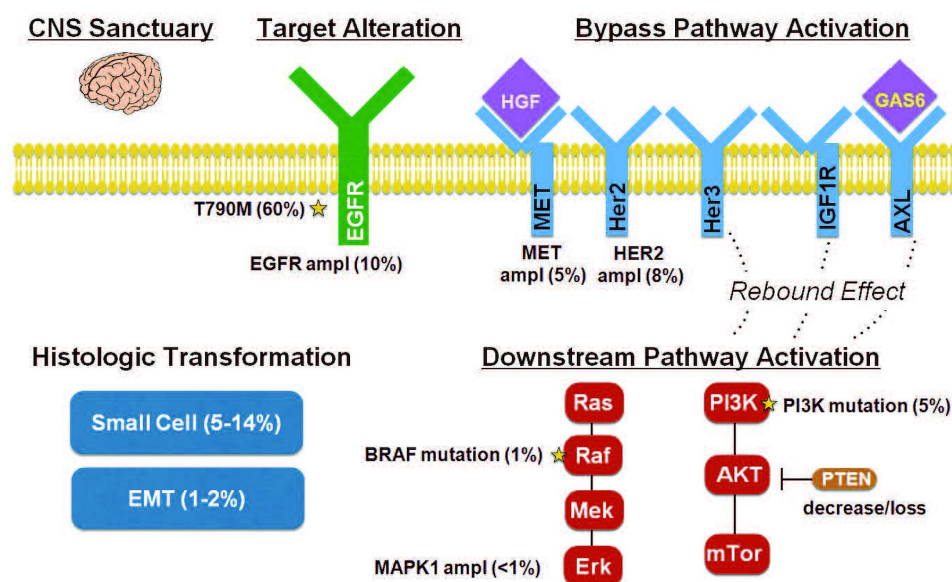 CNS Sanctuary
Target Alteration
Bypass Pathway Activation
HGF
GAS6
EGFR
MET
Her2
Her3
IGF1R
AXL
T790M (60%)
EGFR ampl (10%)
MET
ampl (5%)
HER2
ampl (8%)
Rebound Effect
Histologic Transformation
Small Cell (5-14%)
EMT (1-2%)
Downstream Pathway Activation
Ras
BRAF mutation (1%)
Raf
Mek
MAPK1 ampl (<1%)
Erk
PI3K
PI3K mutation (5%)
AKT
PTEN
decrease/loss
mTor